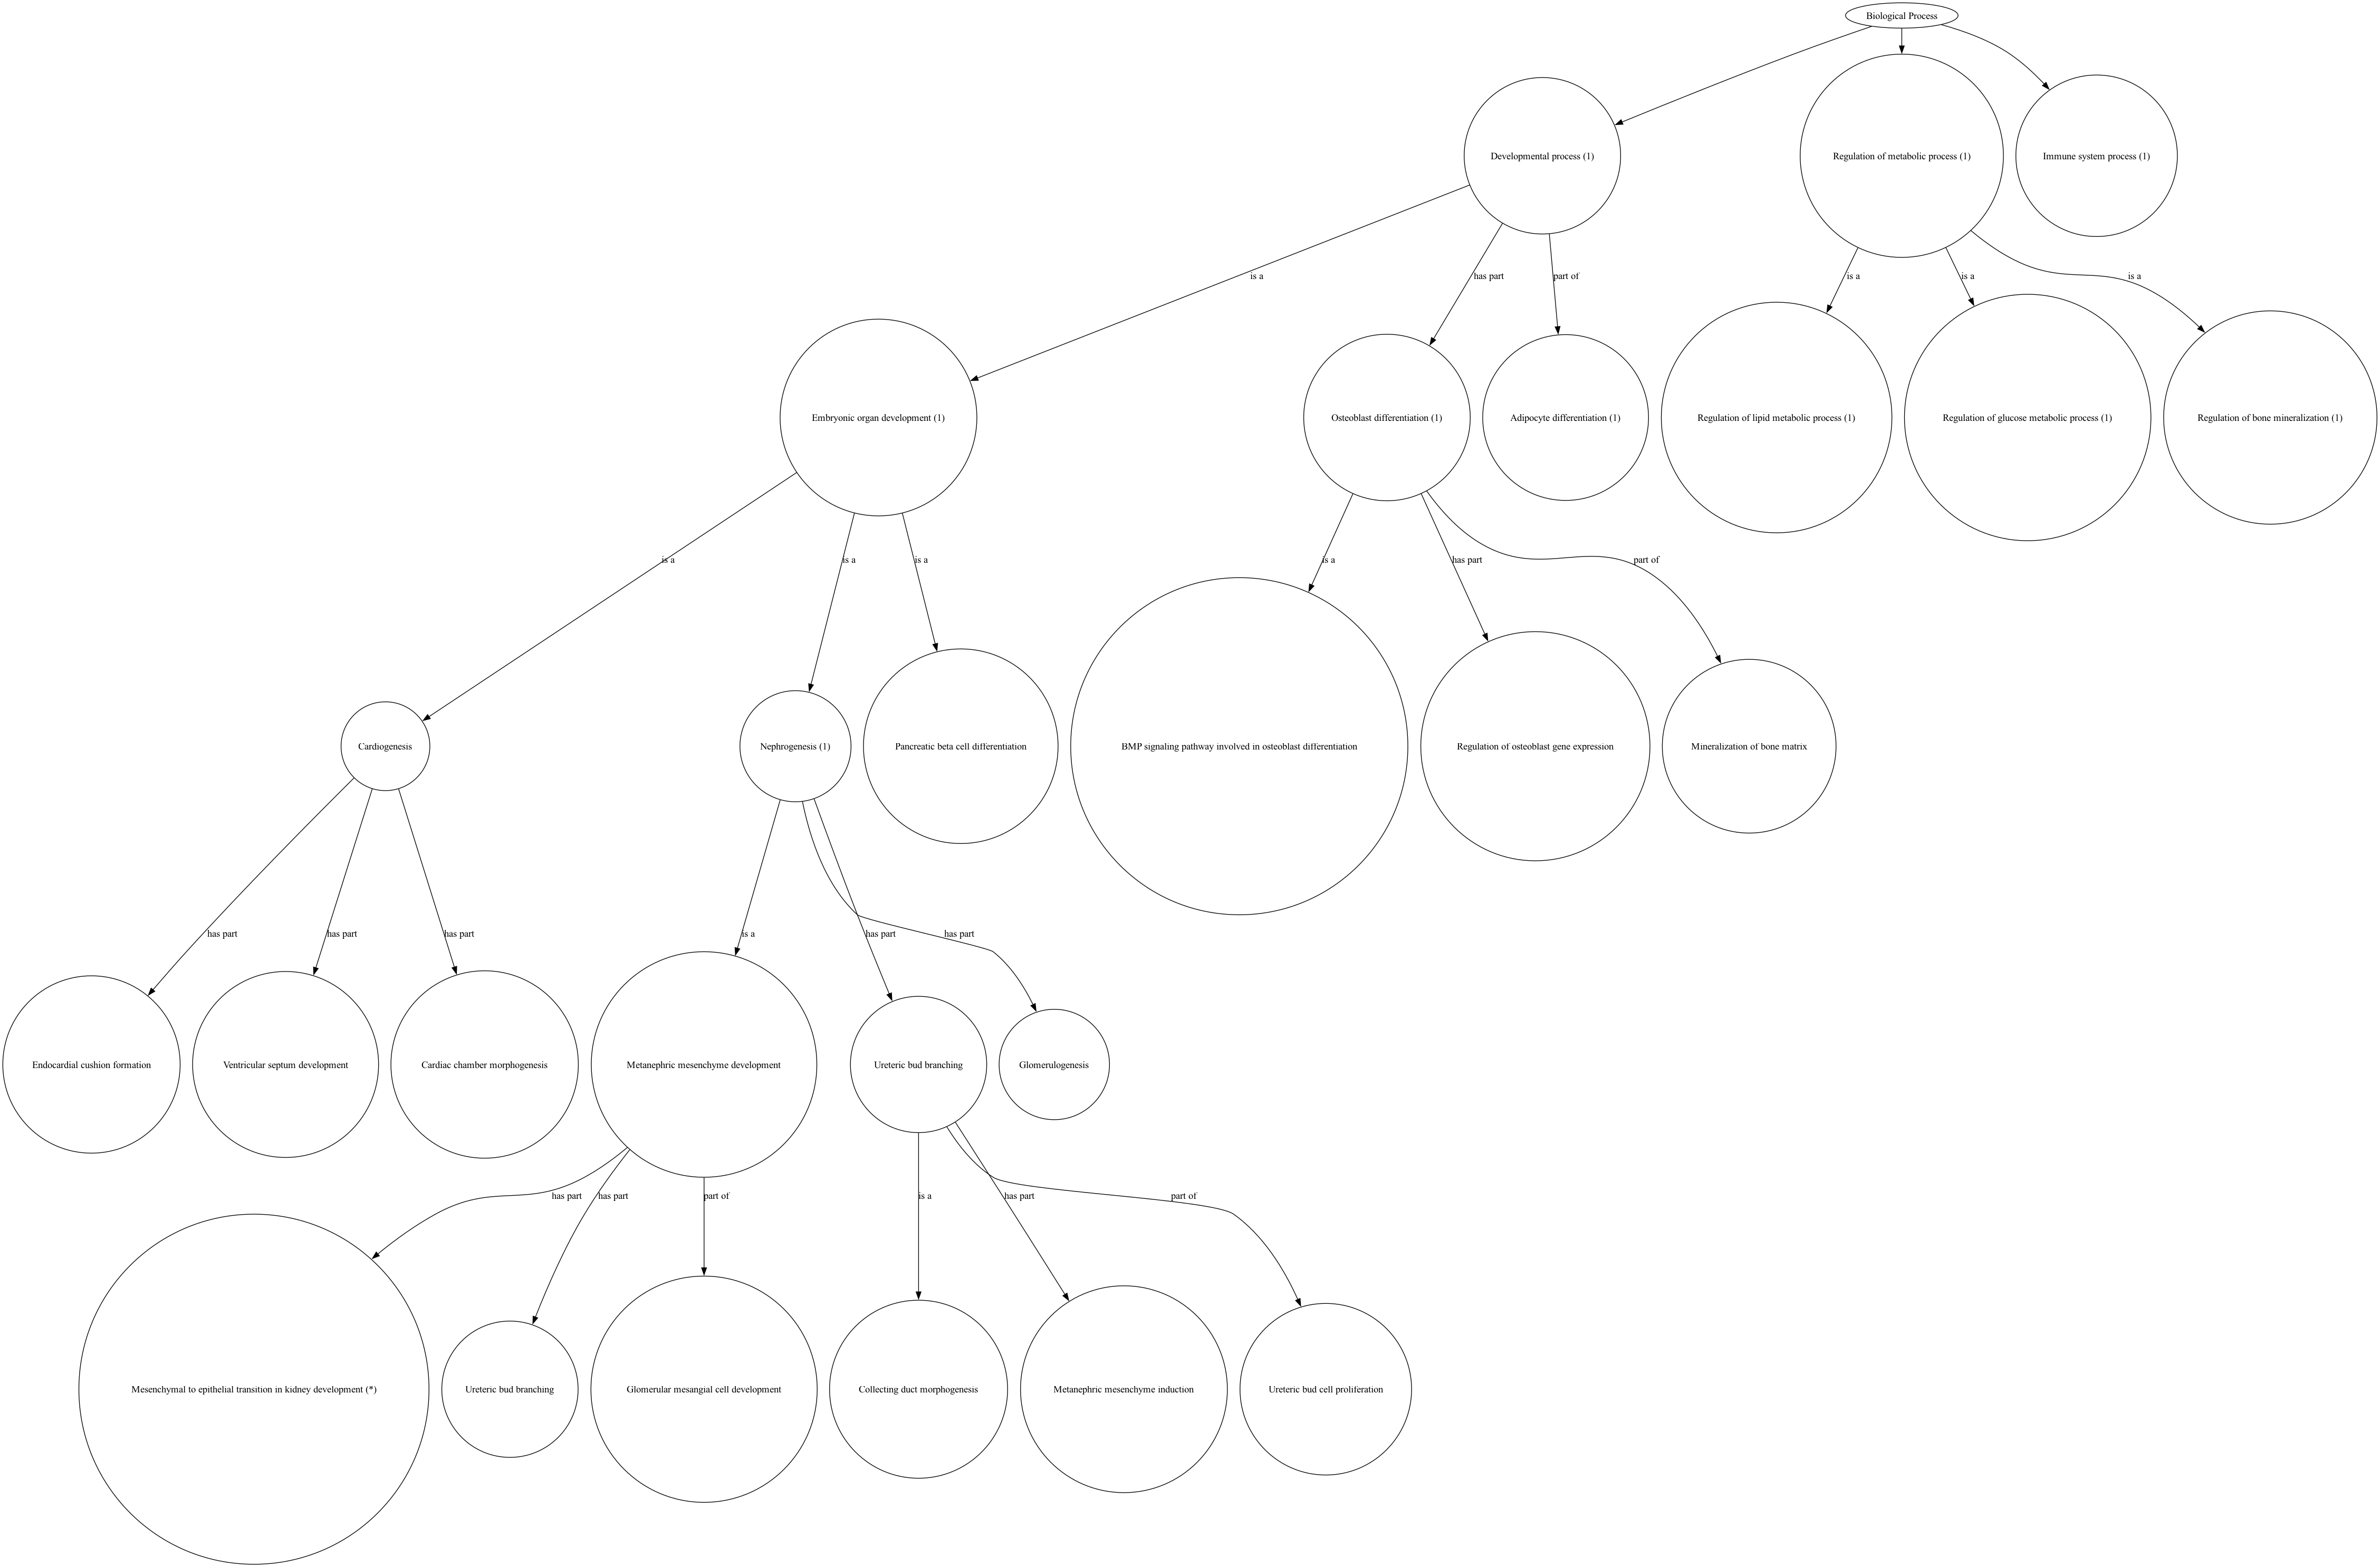 Biological Process
Developmental process (1)
Regulation of metabolic process (1)
Immune system process (1)
is a
has part
part of
is a
is a
is a
Embryonic organ development (1)
Osteoblast differentiation (1)
Adipocyte differentiation (1)
Regulation of lipid metabolic process (1)
Regulation of glucose metabolic process (1)
Regulation of bone mineralization (1)
is a
is a
is a
is a
has part
part of
Cardiogenesis
Nephrogenesis (1)
Pancreatic beta cell differentiation
BMP signaling pathway involved in osteoblast differentiation
Regulation of osteoblast gene expression
Mineralization of bone matrix
has part
has part
has part
is a
has part
has part
Endocardial cushion formation
Ventricular septum development
Cardiac chamber morphogenesis
Metanephric mesenchyme development
Ureteric bud branching
Glomerulogenesis
has part
has part
part of
is a
has part
part of
Mesenchymal to epithelial transition in kidney development (*)
Ureteric bud branching
Glomerular mesangial cell development
Collecting duct morphogenesis
Metanephric mesenchyme induction
Ureteric bud cell proliferation